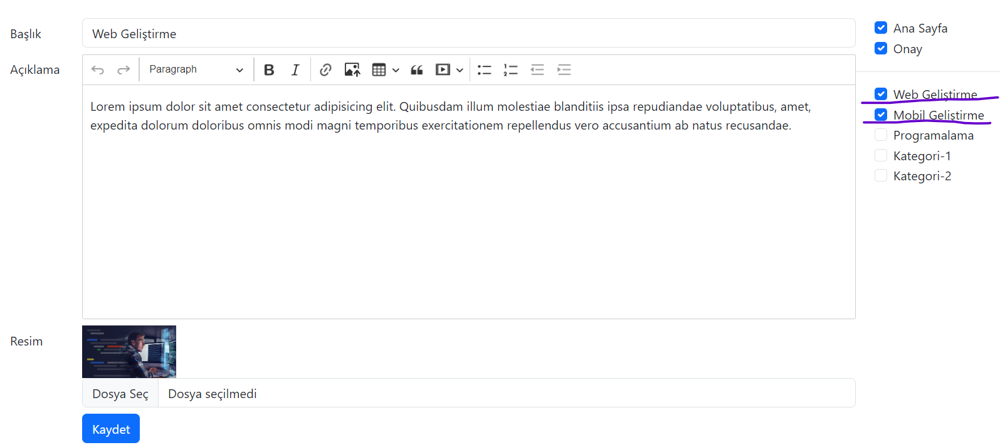 Başlık
Web Geliştirme
Açıklama
Paragraph
Lorem ipsum dolor sit amet consectetur adipisicing elit. Quibusdam illum molestiae blanditiis ipsa repudiandae voluptatibus, amet,
expedita dolorum doloribus omnis modi magni temporibus exercitationem repellendus vero accusantium ab natus recusandae.
Resim
Dosya Seç Dosya seçilmedi
Kaydet
Ana Sayfa
Onay
Web Geliştirme
Mobil Geliştirme
Programalama
Kategori-1
Kategori-2